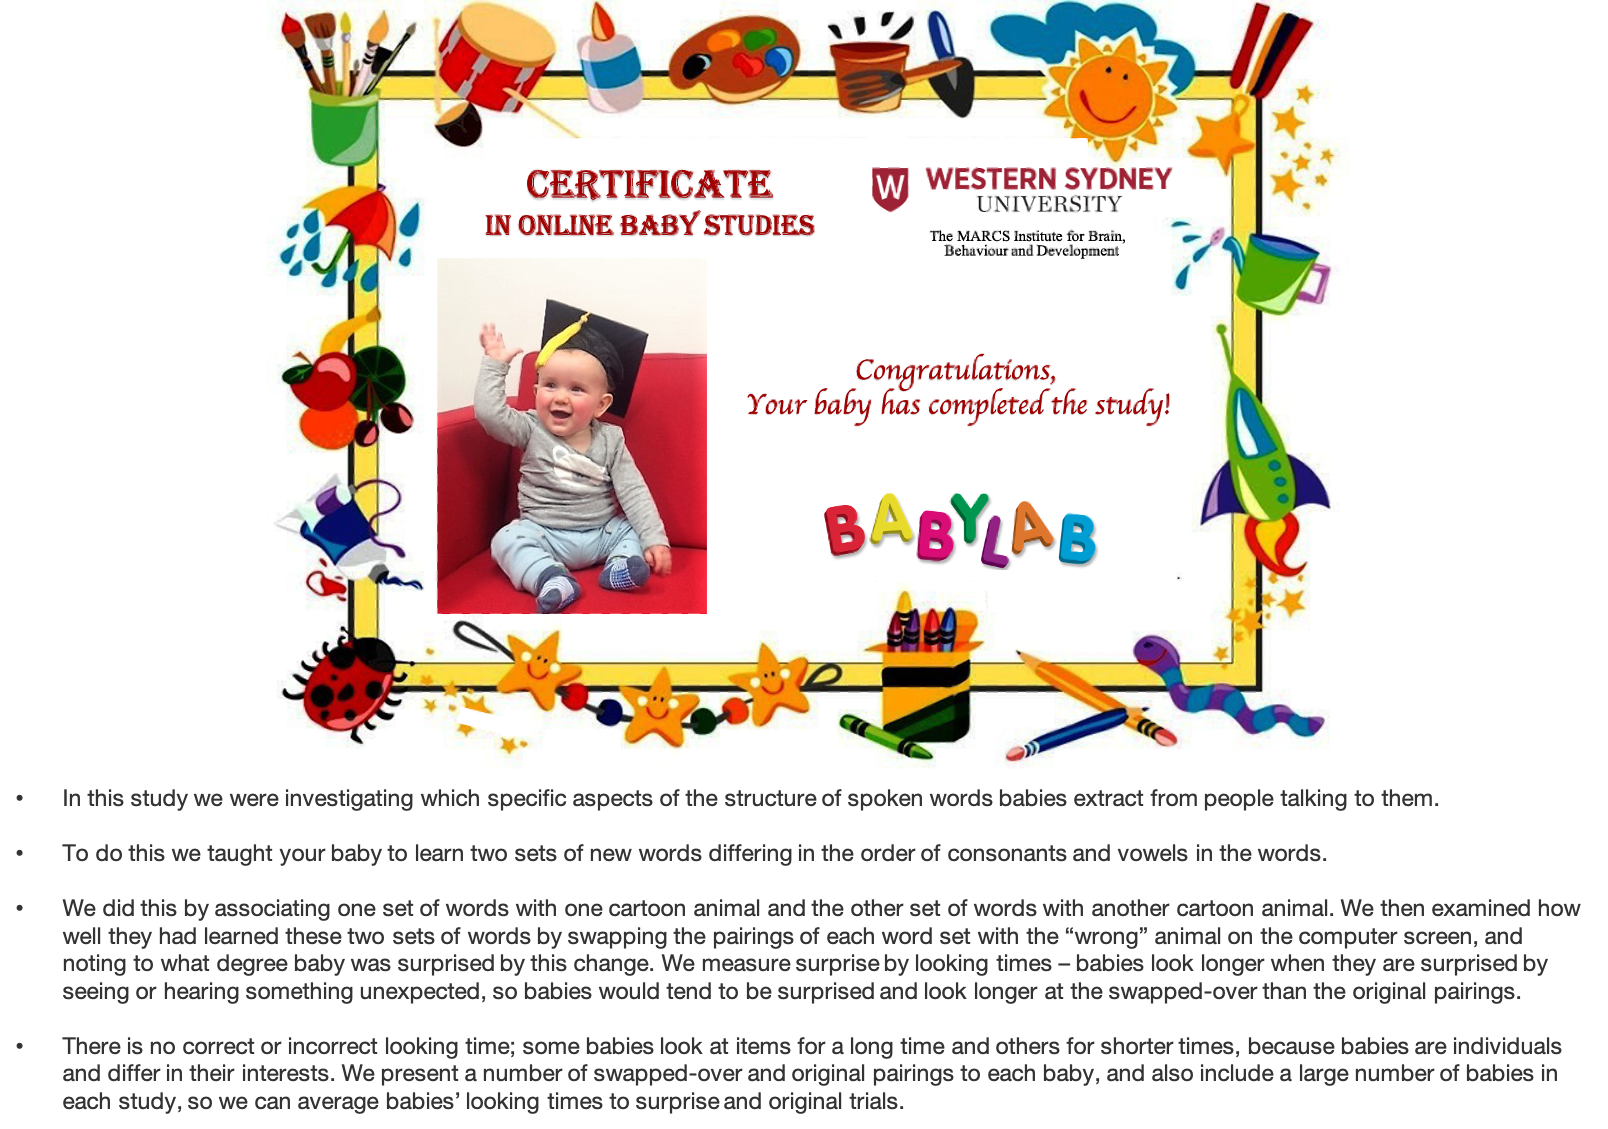 CERTIFICATE
IN ONLINE BABY STUDIES
W WESTERN SYDNEY
UNIVERSITY
The MARCS Institute for Brain,
Behaviour and Development
Congratulations,
Your baby has completed the study!
BABYLAB
• In this study we were investigating which specific aspects of the structure of spoken words babies extract from people talking to them.
• To do this we taught your baby to learn two sets of new words differing in the order of consonants and vowels in the words.
• We did this by associating one set of words with one cartoon animal and the other set of words with another cartoon animal. We then examined how
well they had learned these two sets of words by swapping the pairings of each word set with the “wrong” animal on the computer screen, and
noting to what degree baby was surprised by this change. We measure surprise by looking times – babies look longer when they are surprised by
seeing or hearing something unexpected, so babies would tend to be surprised and look longer at the swapped-over than the original pairings.
• There is no correct or incorrect looking time; some babies look at items for a long time and others for shorter times, because babies are individuals
and differ in their interests. We present a number of swapped-over and original pairings to each baby, and also include a large number of babies in
each study, so we can average babies’ looking times to surprise and original trials.